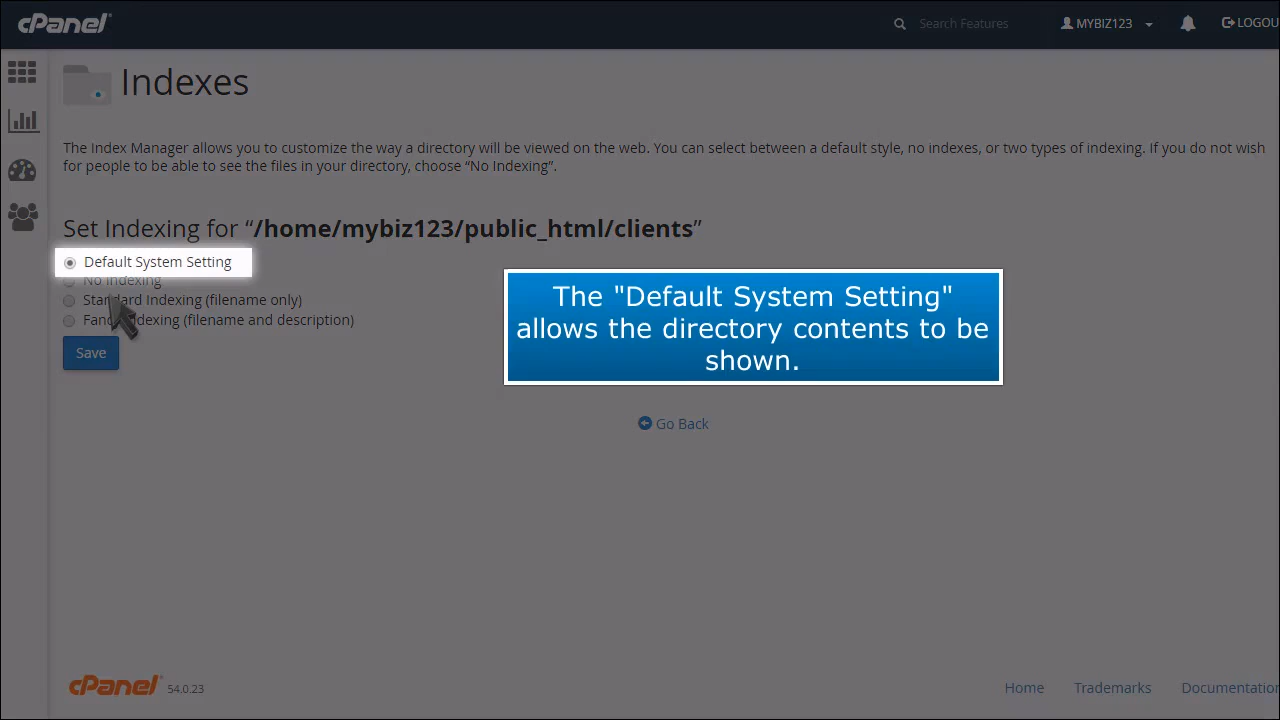 cPanel
Search Features
MYBIZ123
LOGOU
Indexes
The Index Manager allows you to customize the way a directory will be viewed on the web. You can select between a default style, no indexes, or two types of indexing. If you do not wish
for people to be able to see the files in your directory, choose “No Indexing”.
Set Indexing for “/home/mybiz123/public_html/clients”
Default System Setting
No Indexing
Standard Indexing (filename only)
Fancy Indexing (filename and description)
Save
The "Default System Setting"
allows the directory contents to be
shown.
Go Back
cPanel 54.0.23
Home Trademarks Documentation